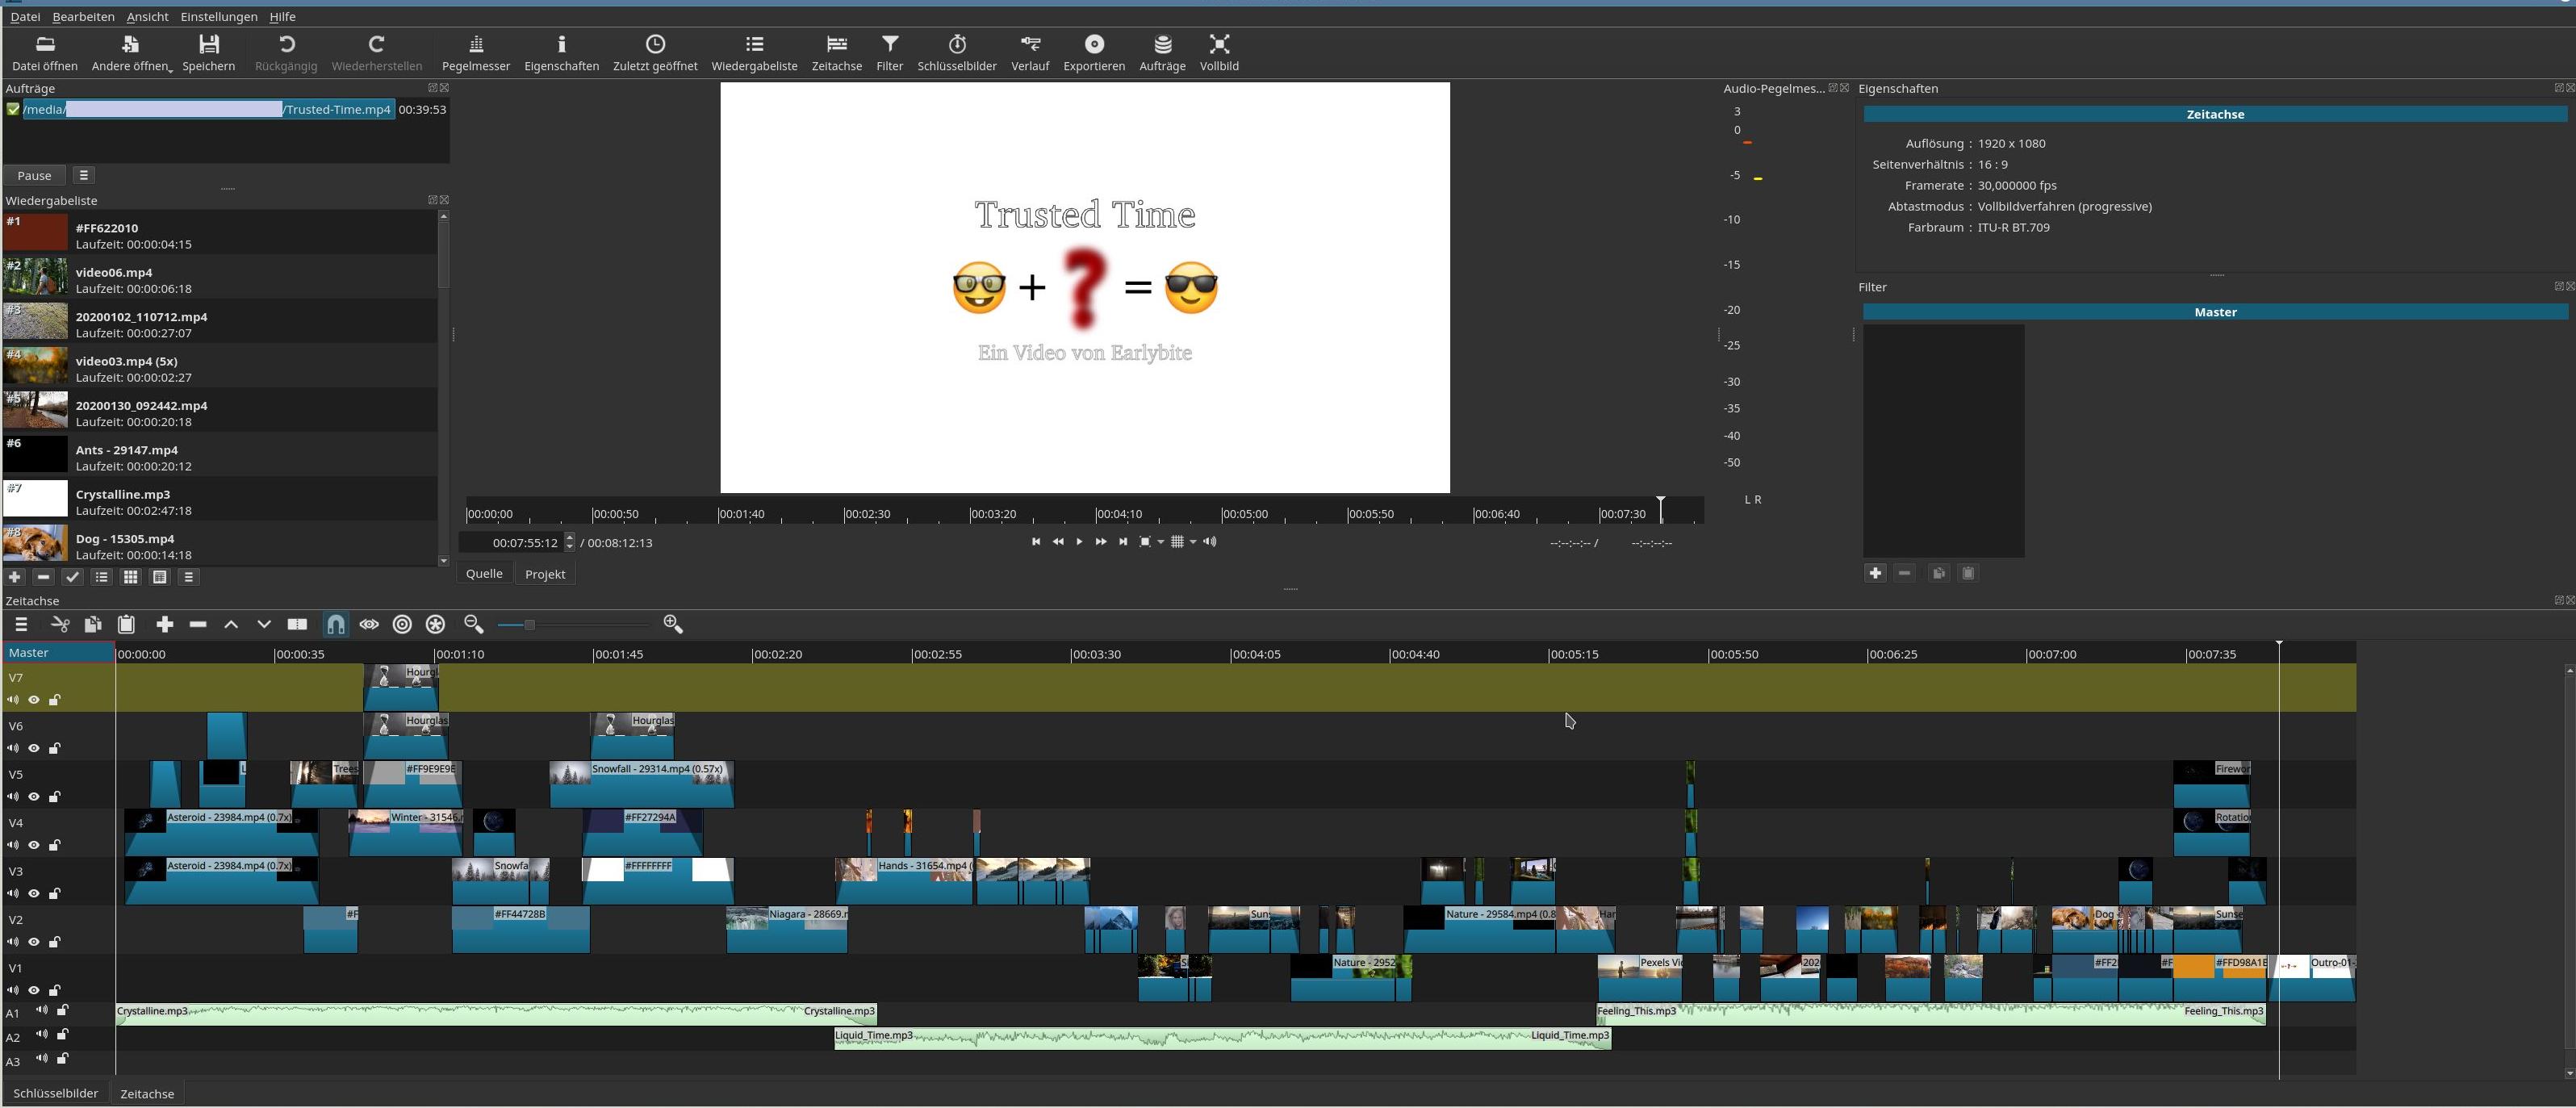 Datei Bearbeiten Ansicht Einstellungen Hilfe
Datei öffnen Andere öffnen Speichern Rückgängig Wiederherstellen Pegelmesser Eigenschaften Zuletzt geöffnet Wiedergabeliste Zeitachse Filter Schlüsselbilder Verlauf Exportieren Aufträge Vollbild
Aufträge
/media/ /Trusted-Time.mp4 00:39:53
Pause
Wiedergabeliste
#1 #FF622010
Laufzeit: 00:00:04:15
#2 video06.mp4
Laufzeit: 00:00:06:18
#3 20200102_110712.mp4
Laufzeit: 00:00:27:07
#4 video03.mp4 (5x)
Laufzeit: 00:00:02:27
#5 20200130_092442.mp4
Laufzeit: 00:00:20:18
#6 Ants - 29147.mp4
Laufzeit: 00:00:20:12
#7 Crystalline.mp3
Laufzeit: 00:02:47:18
#8 Dog - 15305.mp4
Laufzeit: 00:00:14:18
Trusted Time
+ ? =
Ein Video von Earlybite
00:00:00 00:00:50 00:01:40 00:02:30 00:03:20 00:04:10 00:05:00 00:05:50 00:06:40 00:07:30
00:07:55:12 / 00:08:12:13 --:--:--:-- / --:--:--:--
Quelle Projekt
Audio-Pegelmes...
3
0
-5
-10
-15
-20
-25
-30
-35
-40
-50
L R
Eigenschaften
Zeitachse
Auflösung : 1920 x 1080
Seitenverhältnis : 16 : 9
Framerate : 30,000000 fps
Abtastmodus : Vollbildverfahren (progressive)
Farbraum : ITU-R BT.709
Filter
Master
Zeitachse
Master 00:00:00 00:00:35 00:01:10 00:01:45 00:02:20 00:02:55 00:03:30 00:04:05 00:04:40 00:05:15 00:05:50 00:06:25 00:07:00 00:07:35
V7 Hourgl
V6 Hourglas Hourglas
V5 L Trees #FF9E9E9E Snowfall - 29314.mp4 (0.57x) Firewor
V4 Asteroid - 23984.mp4 (0.7x) Winter - 31546. #FF27294A Rotatio
V3 Asteroid - 23984.mp4 (0.7x) Snowfa #FFFFFFFF Hands - 31654.mp4 (
V2 #F #FF44728B Niagara - 28669.r Suns Nature - 29584.mp4 (0.8 Har Dog Sunse
V1 S Nature - 2952 Pexels Vi 202 #FF2 #F #FFD98A1E Outro-01-
A1 Crystalline.mp3 Crystalline.mp3 Feeling_This.mp3 Feeling_This.mp3
A2 Liquid_Time.mp3 Liquid_Time.mp3
A3
Schlüsselbilder Zeitachse